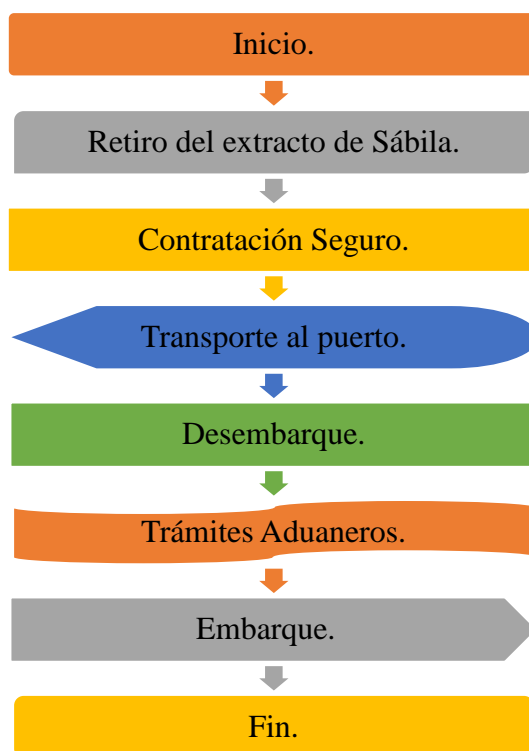 Inicio.
Retiro del extracto de Sábila.
Contratación Seguro.
Transporte al puerto.
Desembarque.
Trámites Aduaneros.
Embarque.
Fin.